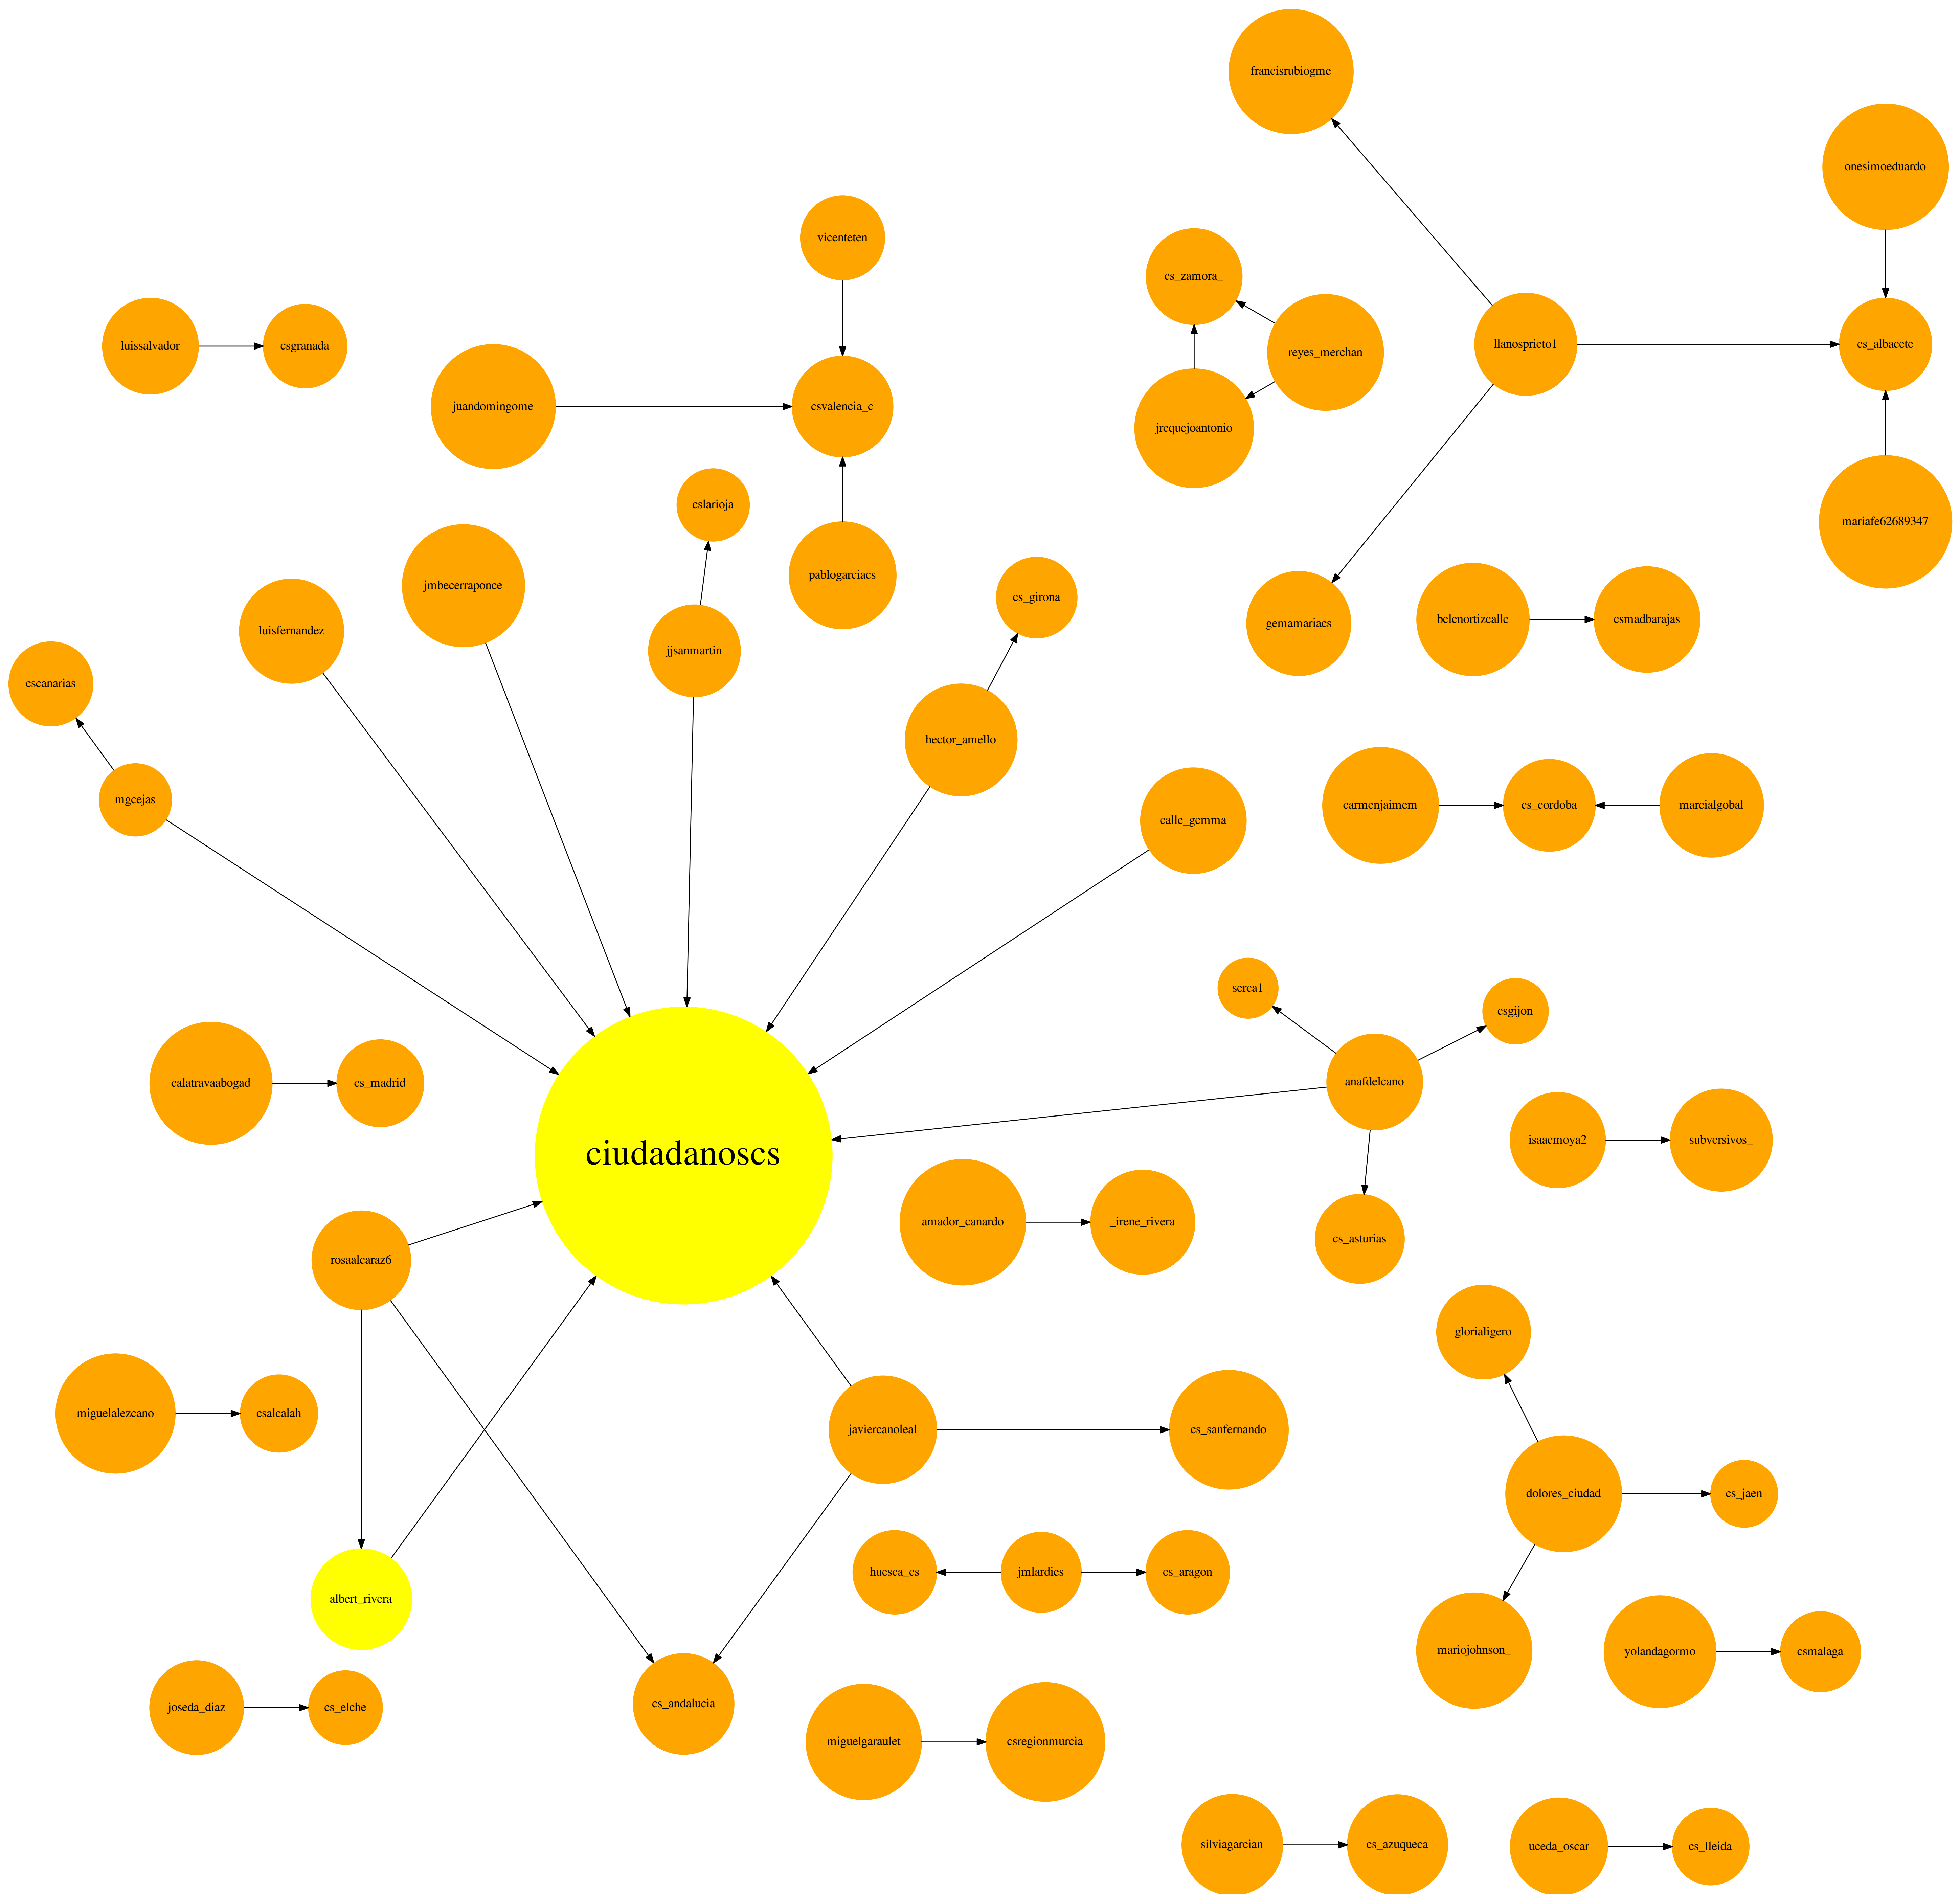 francisrubiogme
onesimoeduardo
vicenteten
cs_zamora_
luissalvador
csgranada
reyes_merchan
llanosprieto1
cs_albacete
juandomingome
csvalencia_c
jrequejoantonio
cslarioja
mariafe62689347
jmbecerraponce
pablogarciacs
cs_girona
luisfernandez
gemamariacs
belenortizcalle
csmadbarajas
jjsanmartin
cscanarias
hector_amello
mgcejas
calle_gemma
carmenjaimem
cs_cordoba
marcialgobal
serca1
csgijon
calatravaabogad
cs_madrid
anafdelcano
ciudadanoscs
isaacmoya2
subversivos_
amador_canardo
_irene_rivera
cs_asturias
rosaalcaraz6
glorialigero
miguelalezcano
csalcalah
javiercanoleal
cs_sanfernando
dolores_ciudad
cs_jaen
huesca_cs
jmlardies
cs_aragon
albert_rivera
mariojohnson_
yolandagormo
csmalaga
joseda_diaz
cs_elche
cs_andalucia
miguelgaraulet
csregionmurcia
silviagarcian
cs_azuqueca
uceda_oscar
cs_lleida